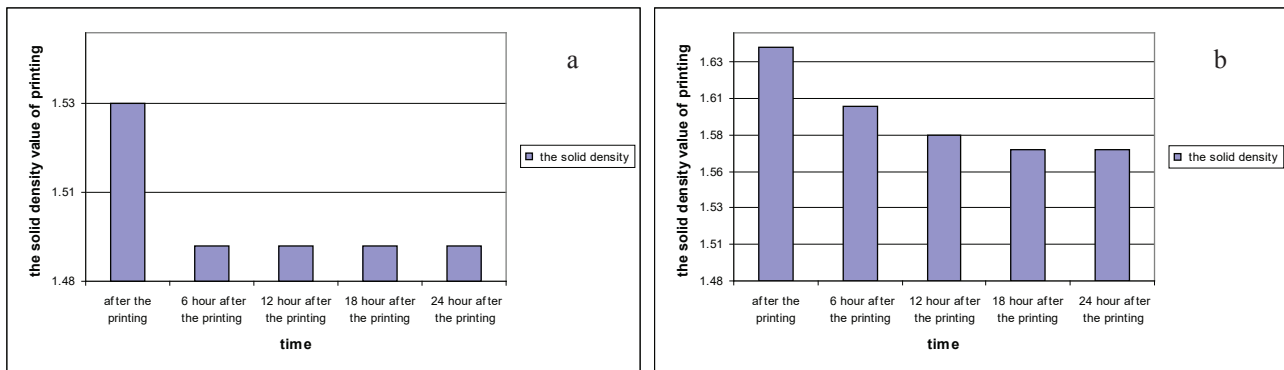 the solid density value of printing
1.53
1.51
1.48
after the
printing
6 hour after
the printing
12 hour after
the printing
18 hour after
the printing
24 hour after
the printing
time
a
the solid density
the solid density value of printing
1.63
1.61
1.58
1.56
1.53
1.51
1.48
after the
printing
6 hour after
the printing
12 hour after
the printing
18 hour after
the printing
24 hour after
the printing
time
b
the solid density